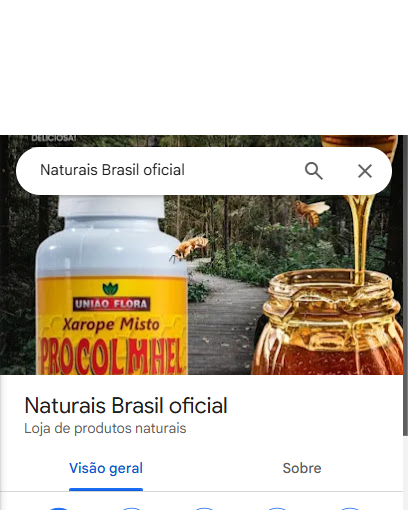 DELICIOSA!
Naturais Brasil oficial
UNIÃO FLORA
Xarope Misto
PROCOLMHEL
Naturais Brasil oficial
Loja de produtos naturais
Visão geral
Sobre